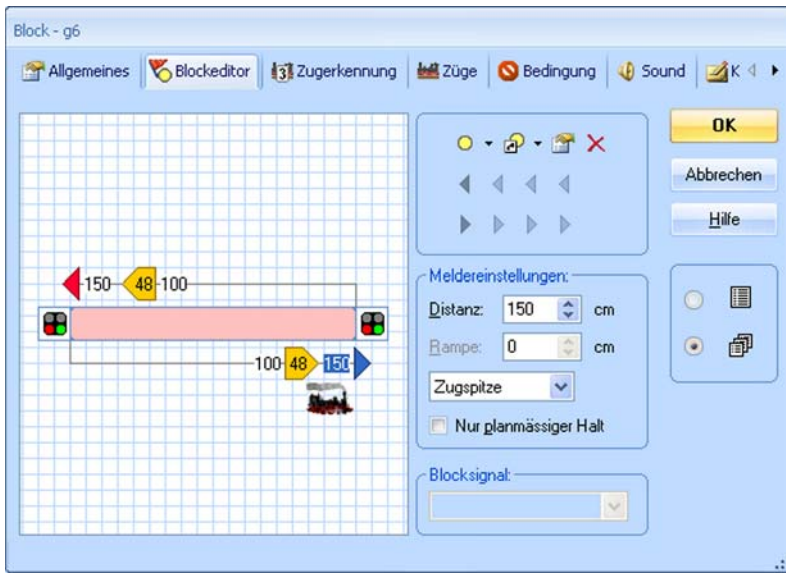 Block - g6
Allgemeines Blockeditor 3 Zugerkennung Züge Bedingung Sound K
OK
Abbrechen
Hilfe
150 48 100
100 48 150
Meldereinstellungen:
Distanz: 150 cm
Rampe: 0 cm
Zugspitze
Nur planmässiger Halt
Blocksignal: